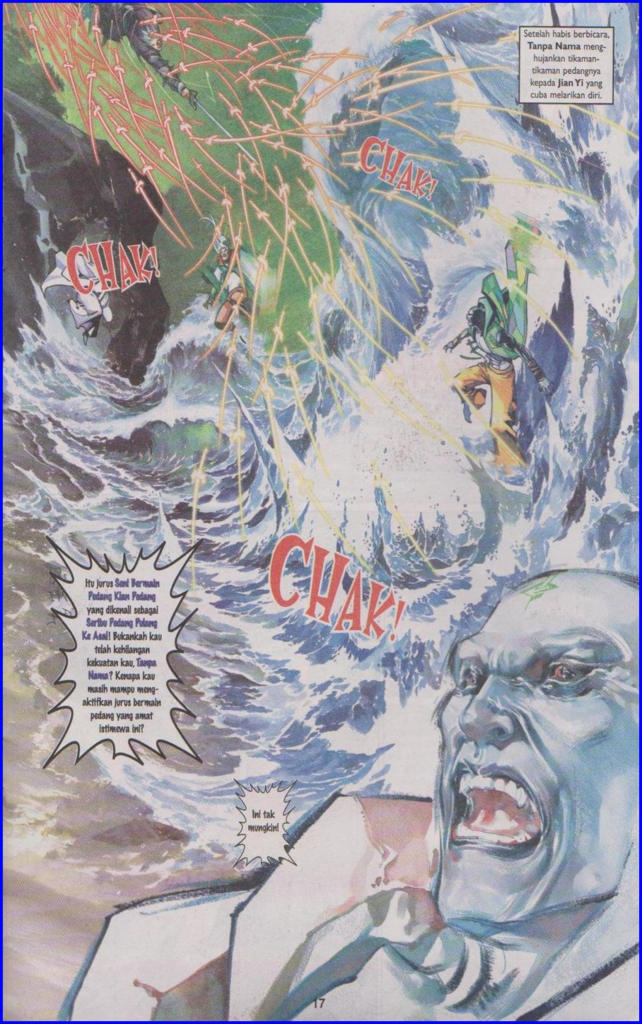 Setelah habis berbicara,
Tanpa Nama meng-
hujankan tikaman-
tikaman pedangnya
kepada Jian Yi yang
cuba melarikan diri.
CHAK!
CHAK!
CHAK!
Itu jurus Seni Bermain
Pedang Klan Pedang
yang dikenali sebagai
Seribu Pedang Pulang
Ke Asal! Bukankah kau
telah kehilangan
kekuatan kau, Tanpa
Nama? Kenapa kau
masih mampu meng-
aktifkan jurus bermain
pedang yang amat
istimewa ini?
Ini tak
mungkin!
17